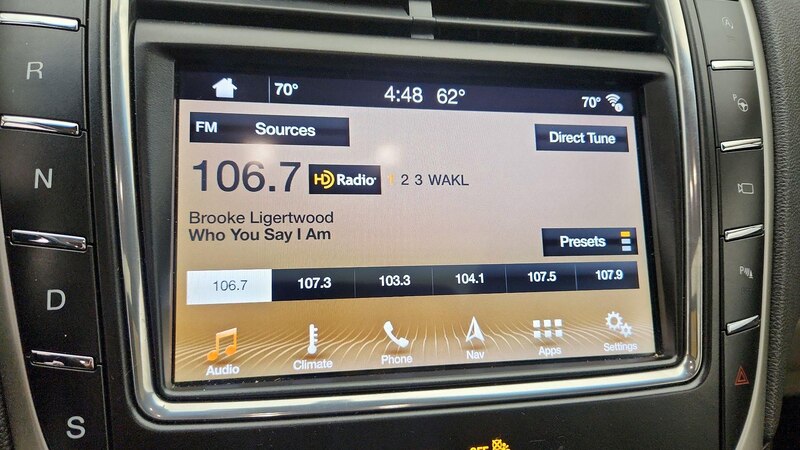 R
N
D
S
70°
4:48 62°
70°
FM Sources
Direct Tune
106.7 HD Radio 1 2 3 WAKL
Brooke Ligertwood
Who You Say I Am
Presets
106.7 107.3 103.3 104.1 107.5 107.9
Audio Climate Phone Nav Apps Settings
OFF